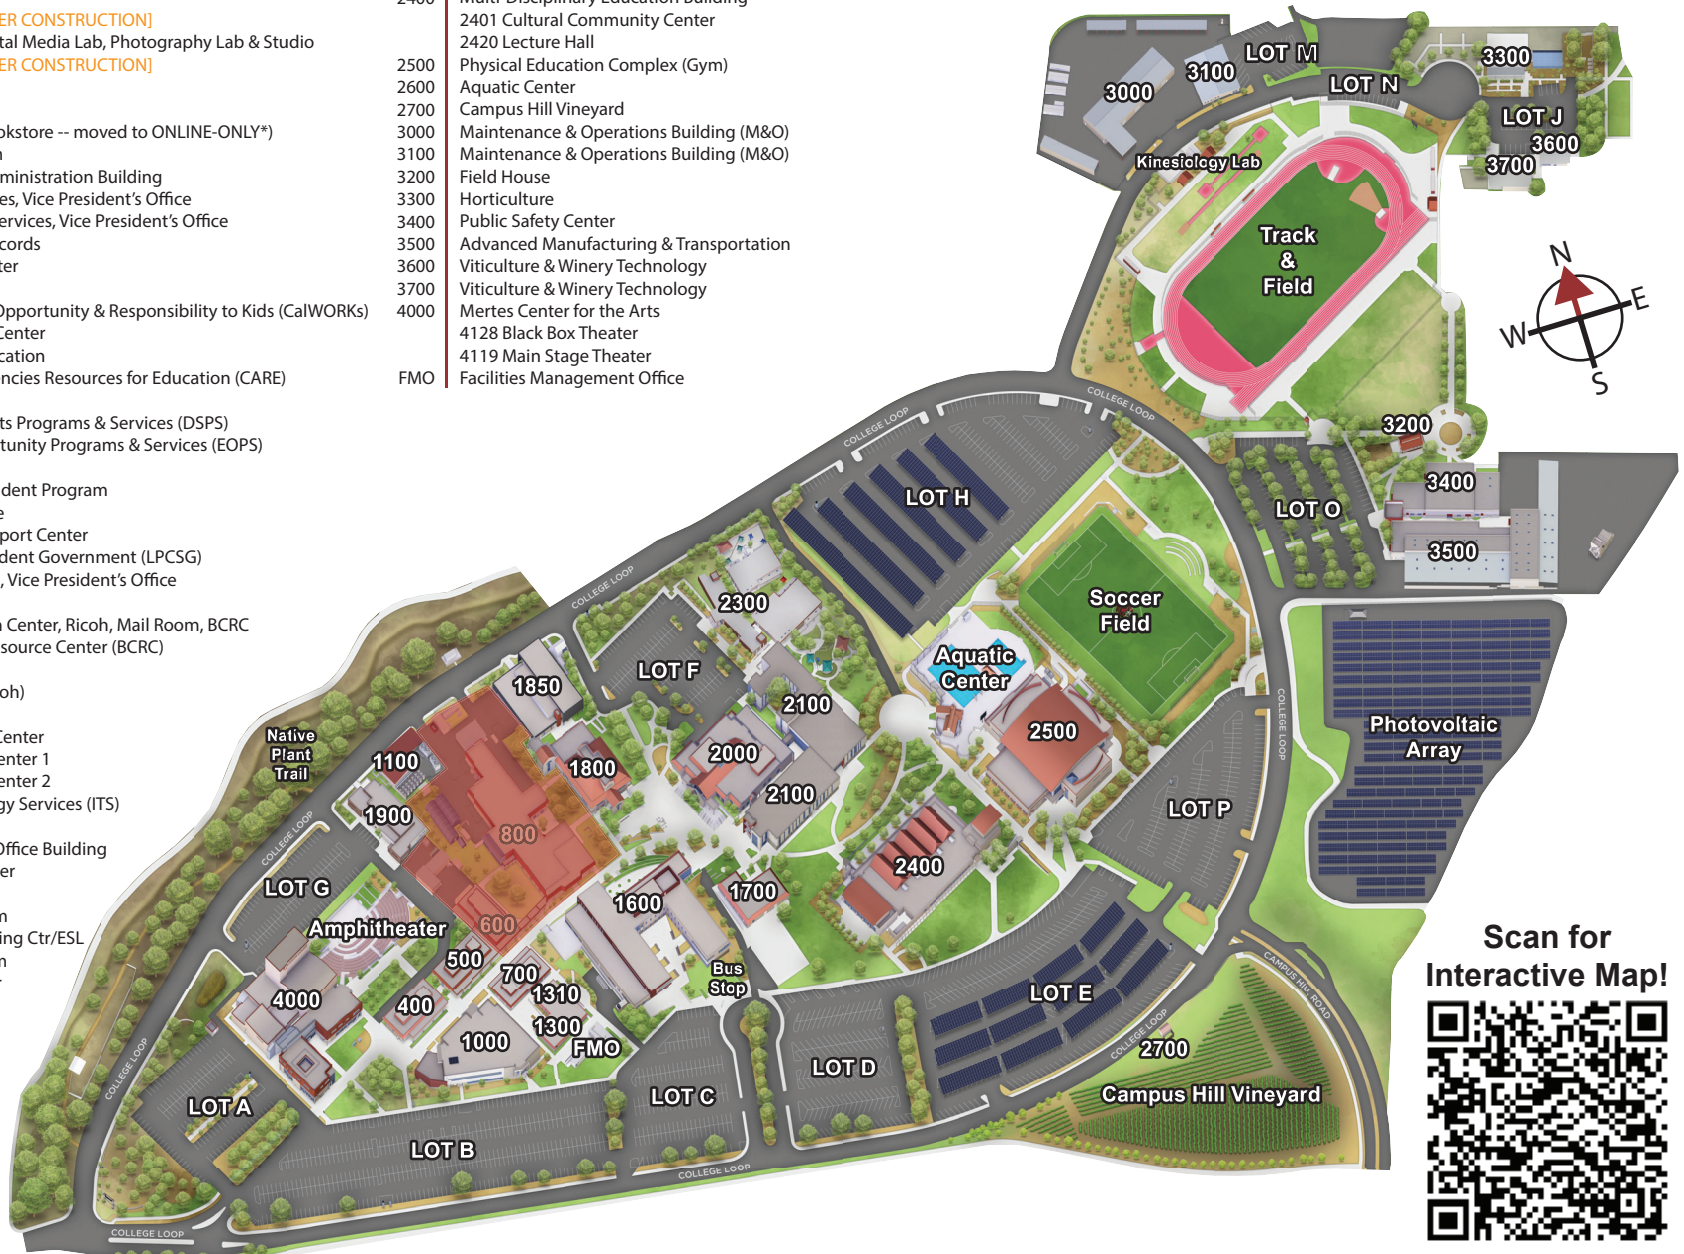 ER CONSTRUCTION]
tal Media Lab, Photography Lab & Studio
ER CONSTRUCTION]
okstore -- moved to ONLINE-ONLY*)
ministration Building
es, Vice President's Office
ervices, Vice President's Office
cords
ter
Opportunity & Responsibility to Kids (CalWORKs)
Center
cation
encies Resources for Education (CARE)
ts Programs & Services (DSPS)
tunity Programs & Services (EOPS)
dent Program
e
port Center
dent Government (LPCSG)
, Vice President's Office
n Center, Ricoh, Mail Room, BCRC
source Center (BCRC)
oh)
Center
enter 1
enter 2
gy Services (ITS)
Office Building
er
m
ing Ctr/ESL
m
2400 Multi-Disciplinary Education Building
2401 Cultural Community Center
2420 Lecture Hall
2500 Physical Education Complex (Gym)
2600 Aquatic Center
2700 Campus Hill Vineyard
3000 Maintenance & Operations Building (M&O)
3100 Maintenance & Operations Building (M&O)
3200 Field House
3300 Horticulture
3400 Public Safety Center
3500 Advanced Manufacturing & Transportation
3600 Viticulture & Winery Technology
3700 Viticulture & Winery Technology
4000 Mertes Center for the Arts
4128 Black Box Theater
4119 Main Stage Theater
FMO Facilities Management Office
LOT M
3100
3000
LOT N
3300
LOT J
3600
3700
Kinesiology Lab
Track
&
Field
N
E
W
S
COLLEGE LOOP
COLLEGE LOOP
3200
3400
LOT H
LOT O
3500
COLLEGE LOOP
2300
Soccer
Field
Aquatic
Center
LOT F
1850
2100
COLLEGE LOOP
Photovoltaic
Array
2500
Native
Plant
Trail
1100
2000
1800
2100
LOT P
1900
800
COLLEGE LOOP
2400
LOT G
1700
1600
Amphitheater
600
500
700
Bus
Stop
1310
4000
400
LOT E
CAMPUS HILL ROAD
1300
1000
FMO
COLLEGE LOOP
2700
COLLEGE LOOP
LOT D
LOT C
Campus Hill Vineyard
LOT A
LOT B
COLLEGE LOOP
COLLEGE LOOP
Scan for
Interactive Map!